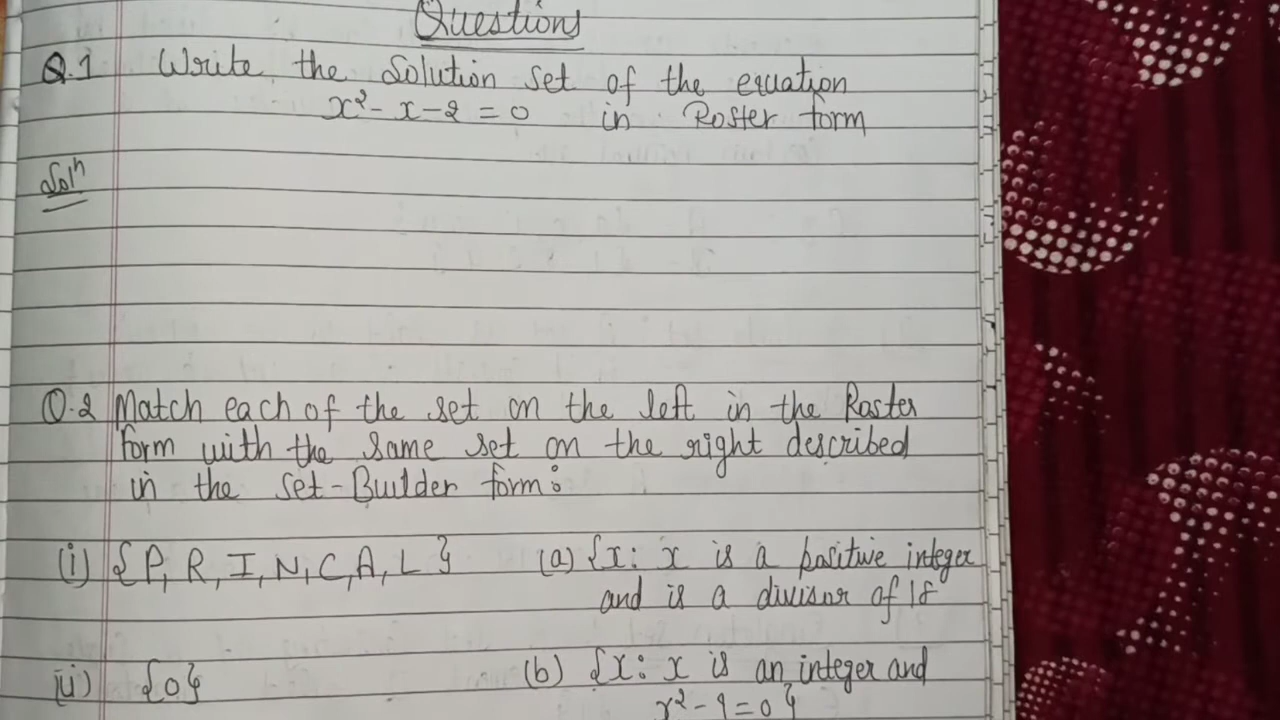 Questions
Q.1 Write the Solution set of the equation
x² - x - 2 = 0 in Roster form
Solⁿ
Q.2 Match each of the set on the left in the Roster
form with the same set on the right described
in the Set-Builder form:
(i) {P, R, I, N, C, A, L} (a) {x: x is a positive integer
and is a divisor of 18
(ii) {0} (b) {x: x is an integer and
x² - 9 = 0}